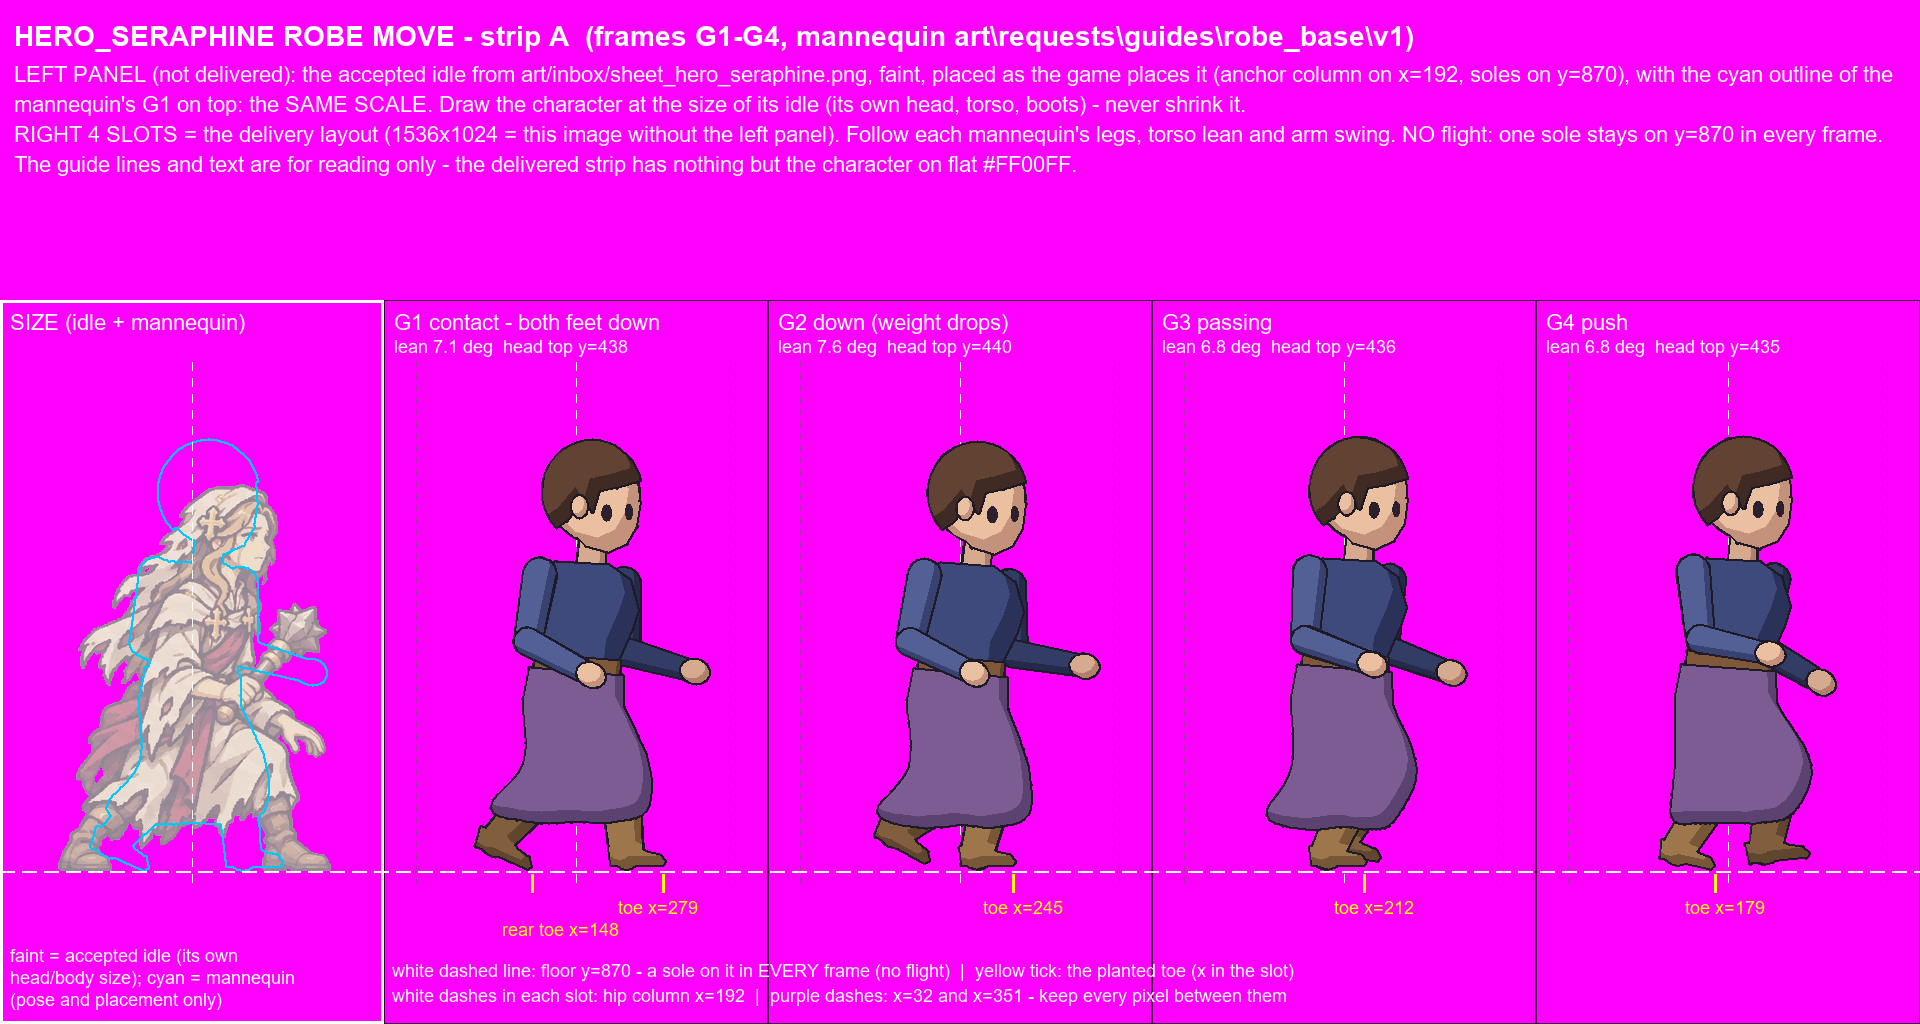 HERO_SERAPHINE ROBE MOVE - strip A  (frames G1-G4, mannequin art\requests\guides\robe_base\v1)
LEFT PANEL (not delivered): the accepted idle from art/inbox/sheet_hero_seraphine.png, faint, placed as the game places it (anchor column on x=192, soles on y=870), with the cyan outline of the
mannequin's G1 on top: the SAME SCALE. Draw the character at the size of its idle (its own head, torso, boots) - never shrink it.
RIGHT 4 SLOTS = the delivery layout (1536x1024 = this image without the left panel). Follow each mannequin's legs, torso lean and arm swing. NO flight: one sole stays on y=870 in every frame.
The guide lines and text are for reading only - the delivered strip has nothing but the character on flat #FF00FF.
SIZE (idle + mannequin)
G1 contact - both feet down
lean 7.1 deg  head top y=438
G2 down (weight drops)
lean 7.6 deg  head top y=440
G3 passing
lean 6.8 deg  head top y=436
G4 push
lean 6.8 deg  head top y=435
toe x=279
rear toe x=148
toe x=245
toe x=212
toe x=179
faint = accepted idle (its own
head/body size); cyan = mannequin
(pose and placement only)
white dashed line: floor y=870 - a sole on it in EVERY frame (no flight)  |  yellow tick: the planted toe (x in the slot)
white dashes in each slot: hip column x=192  |  purple dashes: x=32 and x=351 - keep every pixel between them